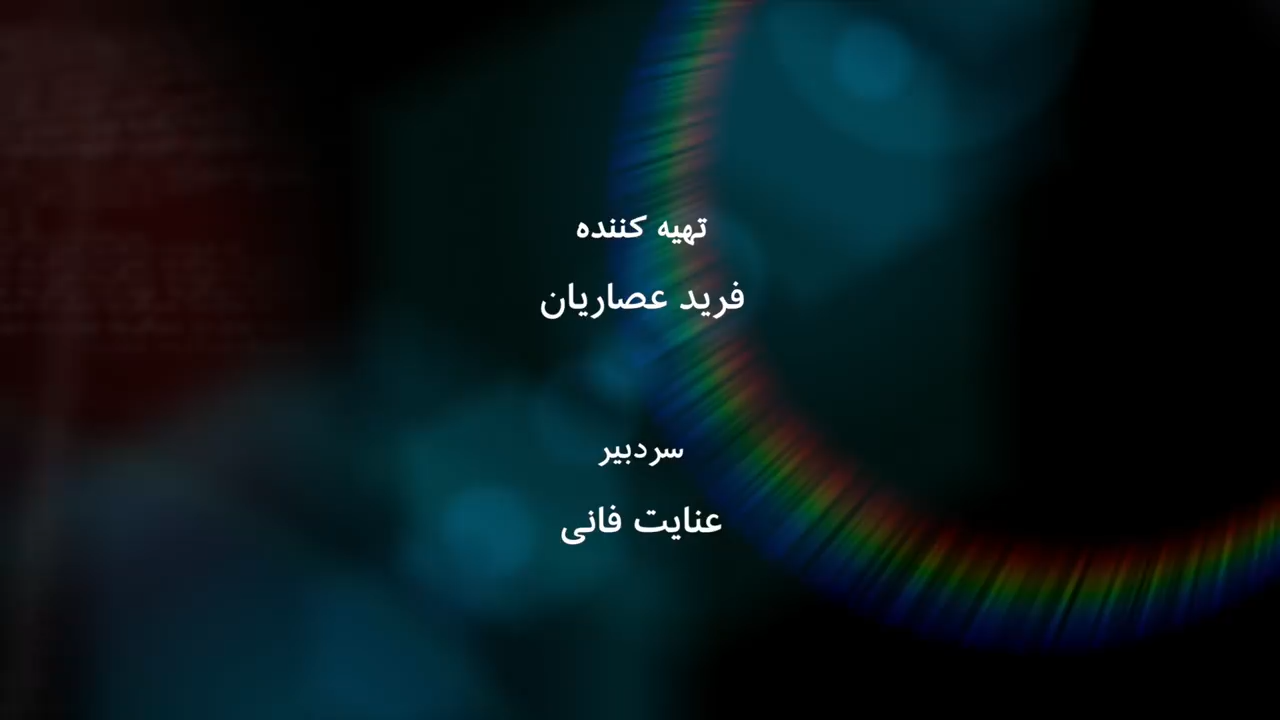 تهیه کننده
فرید عصاریان
سردبیر
عنایت فانی